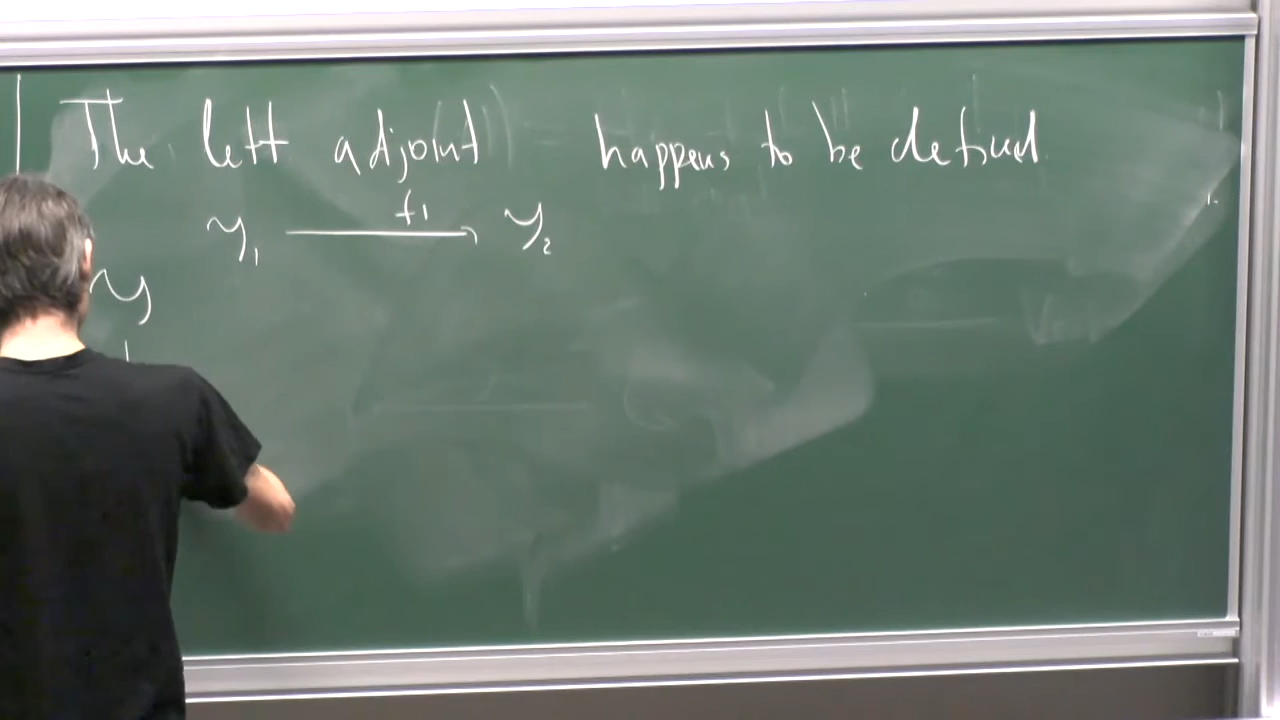 The left adjoint happens to be defined
Y₁ —f₁→ Y₂
Y